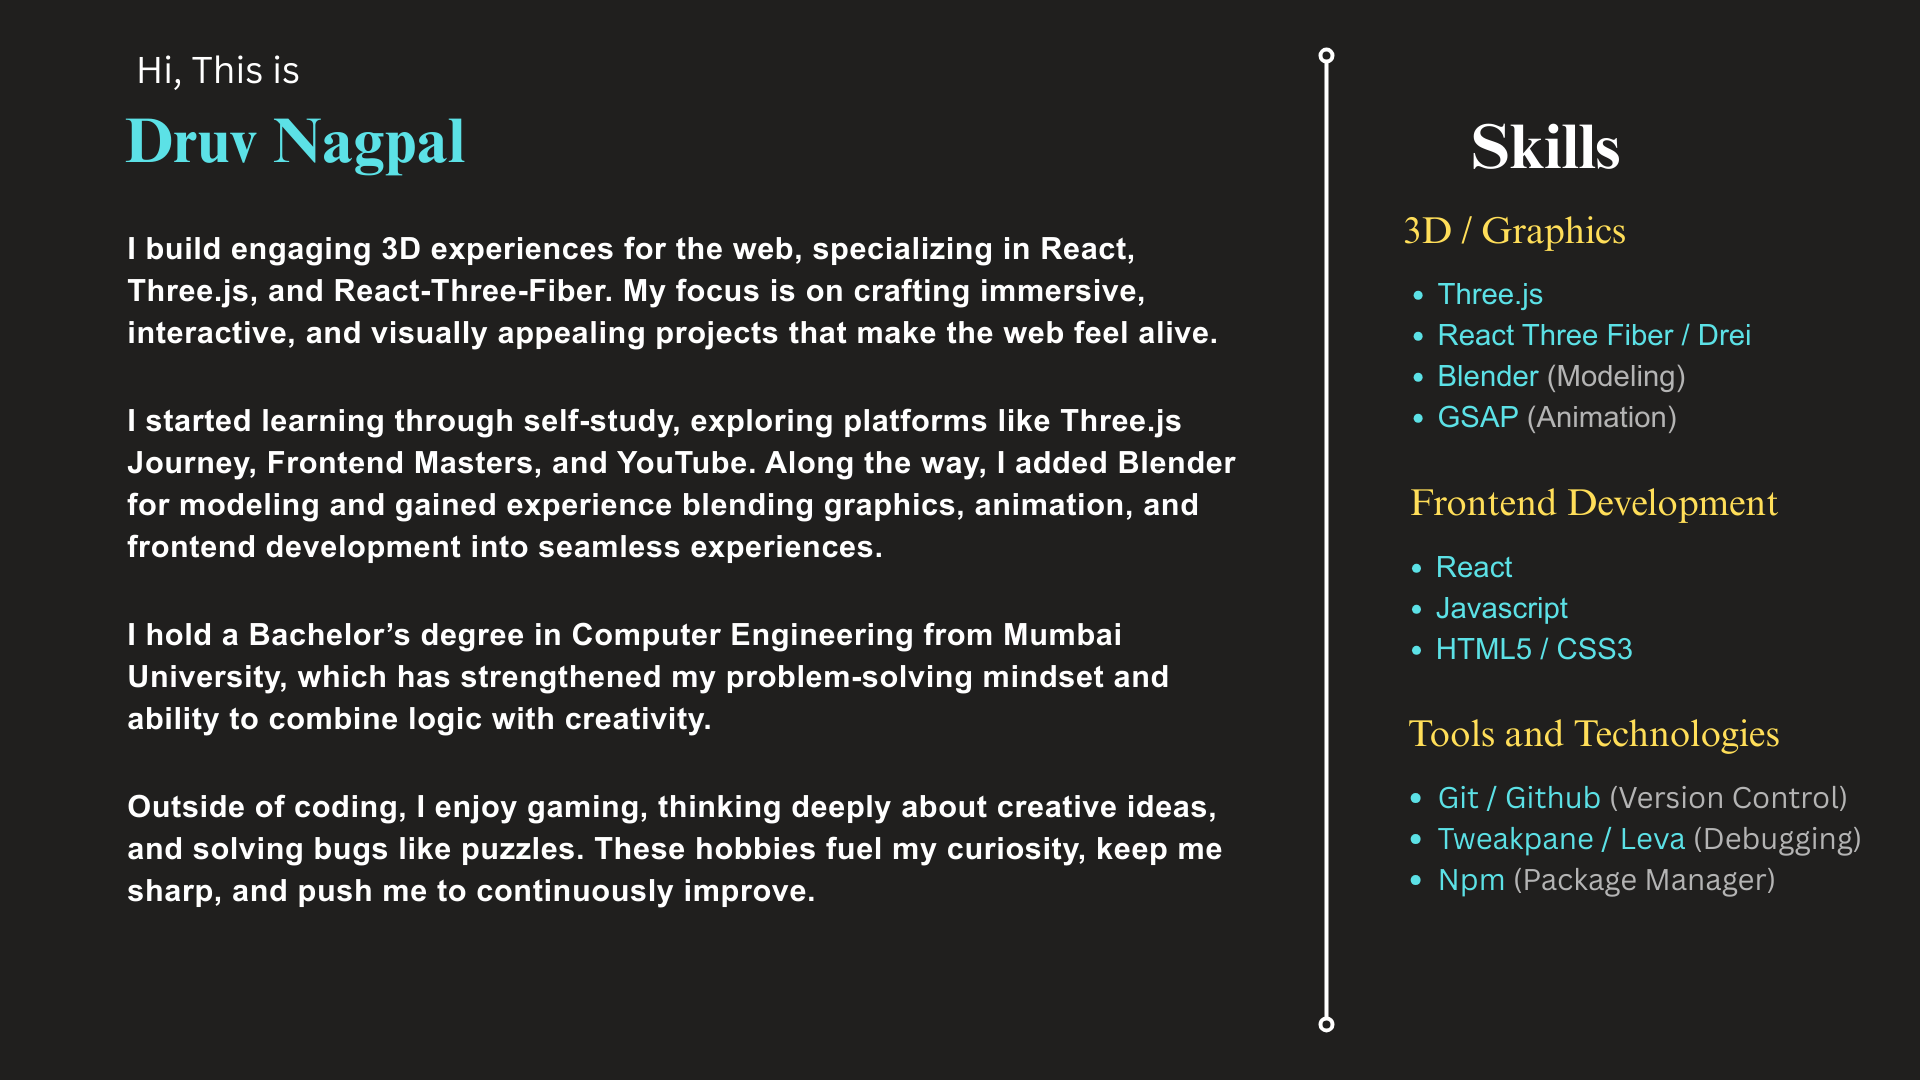 Hi, This is
Druv Nagpal
I build engaging 3D experiences for the web, specializing in React,
Three.js, and React-Three-Fiber. My focus is on crafting immersive,
interactive, and visually appealing projects that make the web feel alive.
I started learning through self-study, exploring platforms like Three.js
Journey, Frontend Masters, and YouTube. Along the way, I added Blender
for modeling and gained experience blending graphics, animation, and
frontend development into seamless experiences.
I hold a Bachelor’s degree in Computer Engineering from Mumbai
University, which has strengthened my problem-solving mindset and
ability to combine logic with creativity.
Outside of coding, I enjoy gaming, thinking deeply about creative ideas,
and solving bugs like puzzles. These hobbies fuel my curiosity, keep me
sharp, and push me to continuously improve.
Skills
3D / Graphics
• Three.js
• React Three Fiber / Drei
• Blender (Modeling)
• GSAP (Animation)
Frontend Development
• React
• Javascript
• HTML5 / CSS3
Tools and Technologies
• Git / Github (Version Control)
• Tweakpane / Leva (Debugging)
• Npm (Package Manager)